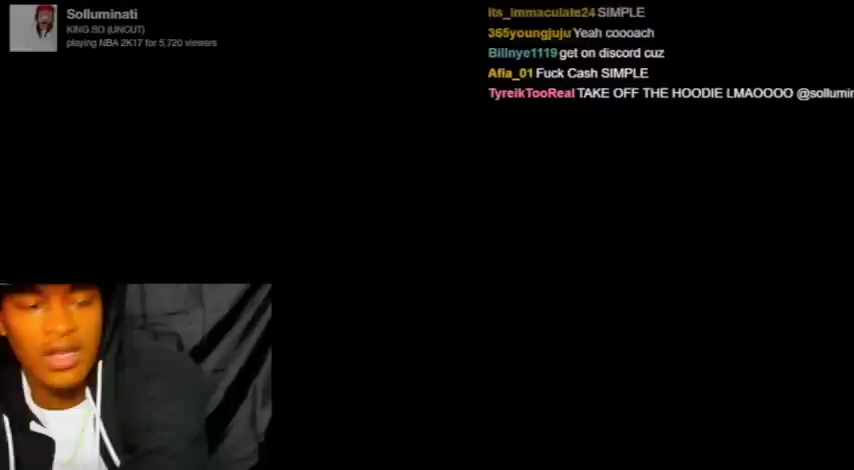 Solluminati
KING SO (UNCUT)
playing NBA 2K17 for 5,720 viewers
its_immaculate24 SIMPLE
365youngjuju Yeah coooach
Billnye1119 get on discord cuz
Afia_01 Fuck Cash SIMPLE
TyreikTooReal TAKE OFF THE HOODIE LMAOOOO @sollumin